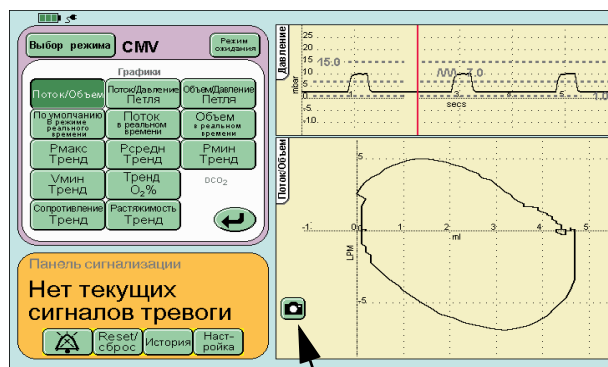 Выбор режима
CMV
Режим
ожидания
Графики
Поток/Объем
Поток/Давление
Петля
Объем/Давление
Петля
По умолчанию
В режиме
реального
времени
Поток
в реальном
времени
Объем
в реальном
времени
Pмакс
Тренд
Pсредн
Тренд
Pмин
Тренд
Vмин
Тренд
Тренд
O₂%
DCO₂
Сопротивление
Тренд
Растяжимость
Тренд
Панель сигнализации
Нет текущих
сигналов тревоги
Reset/
сброс
История
Наст-
ройка
Давление
mbar
25
20
15
10
5
-5
-10
15.0
7.0
1.0
secs
Поток/Объем
LPM
5
-5
-1
0
1
2
3
4
5
ml